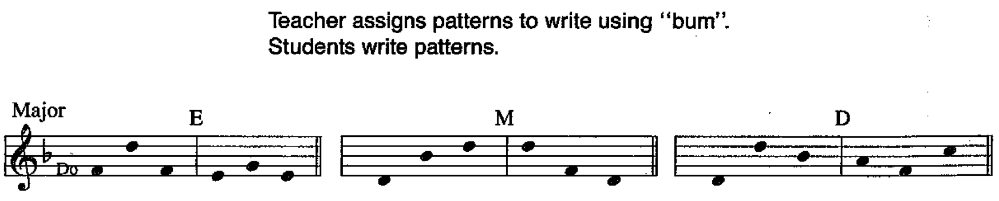 Teacher assigns patterns to write using “bum”.
Students write patterns.
Major E M D
Do